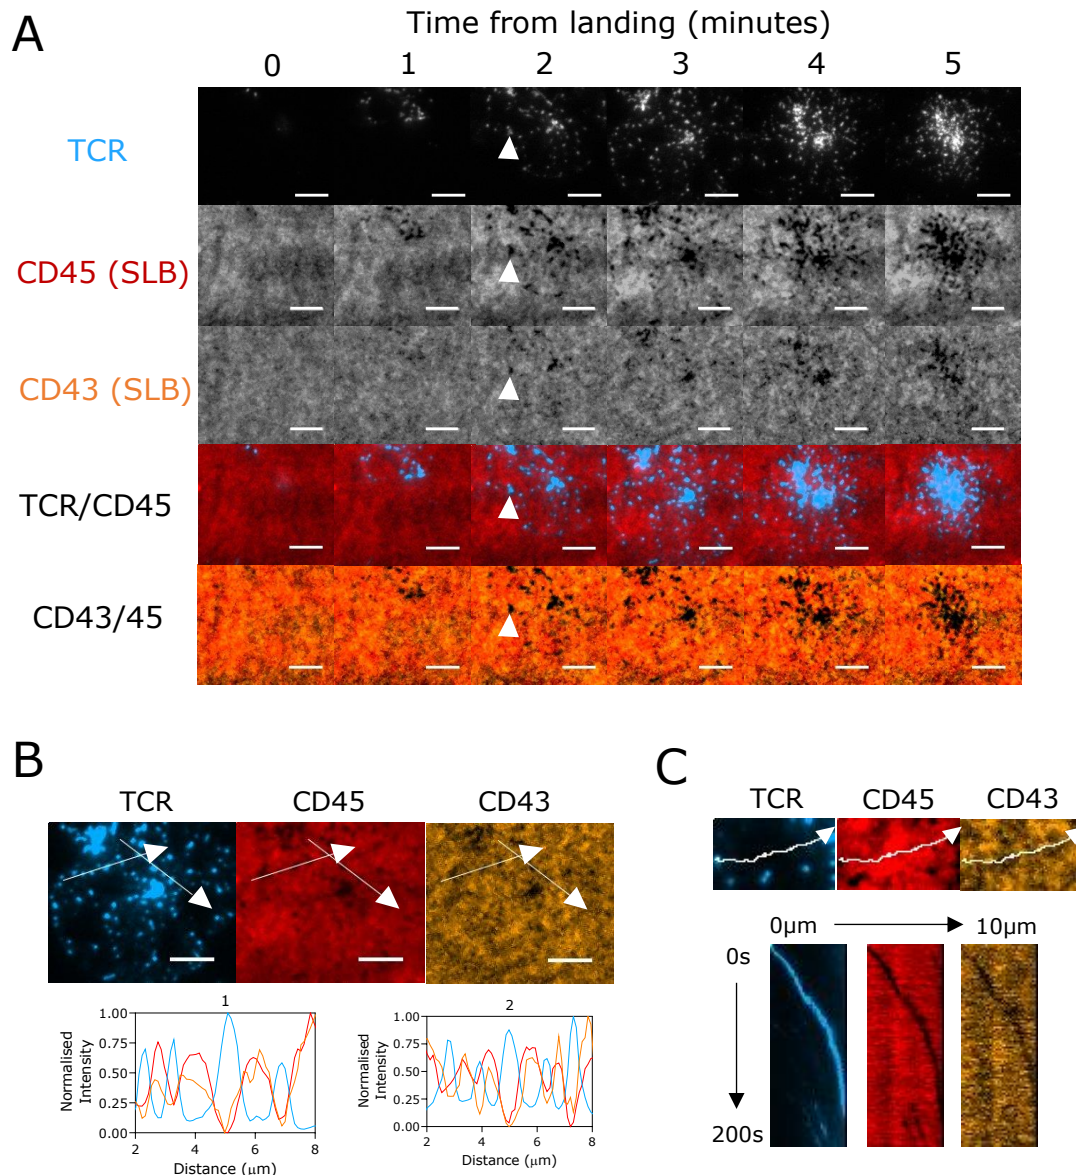 A
Time from landing (minutes)
0 1 2 3 4 5
TCR
CD45 (SLB)
CD43 (SLB)
TCR/CD45
CD43/45
B
TCR CD45 CD43
1
1.00
0.75
0.50
0.25
0.00
Normalised
Intensity
2 4 6 8
Distance (μm)
2
1.00
0.75
0.50
0.25
0.00
Normalised
Intensity
2 4 6 8
Distance (μm)
C
TCR CD45 CD43
0μm 10μm
0s
200s